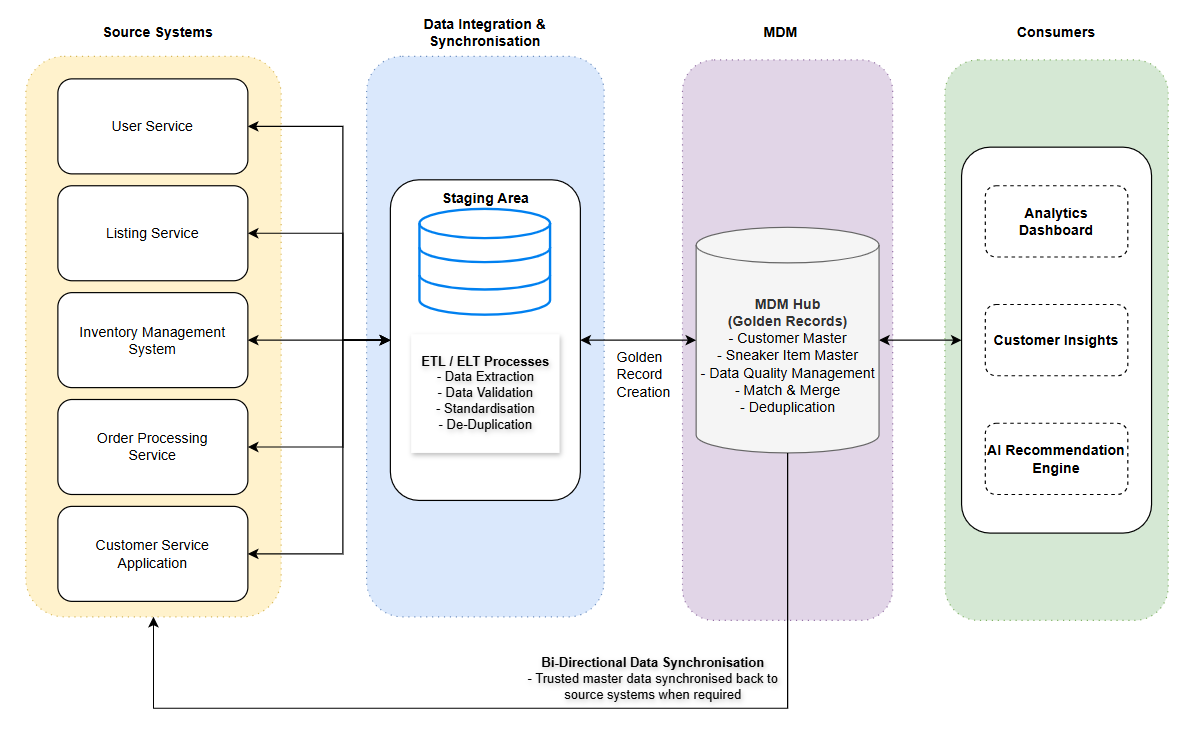 Source Systems
Data Integration &
Synchronisation
MDM
Consumers
User Service
Listing Service
Inventory Management
System
Order Processing
Service
Customer Service
Application
Staging Area
ETL / ELT Processes
- Data Extraction
- Data Validation
- Standardisation
- De-Duplication
Golden
Record
Creation
MDM Hub
(Golden Records)
- Customer Master
- Sneaker Item Master
- Data Quality Management
- Match & Merge
- Deduplication
Analytics
Dashboard
Customer Insights
AI Recommendation
Engine
Bi-Directional Data Synchronisation
- Trusted master data synchronised back to
source systems when required